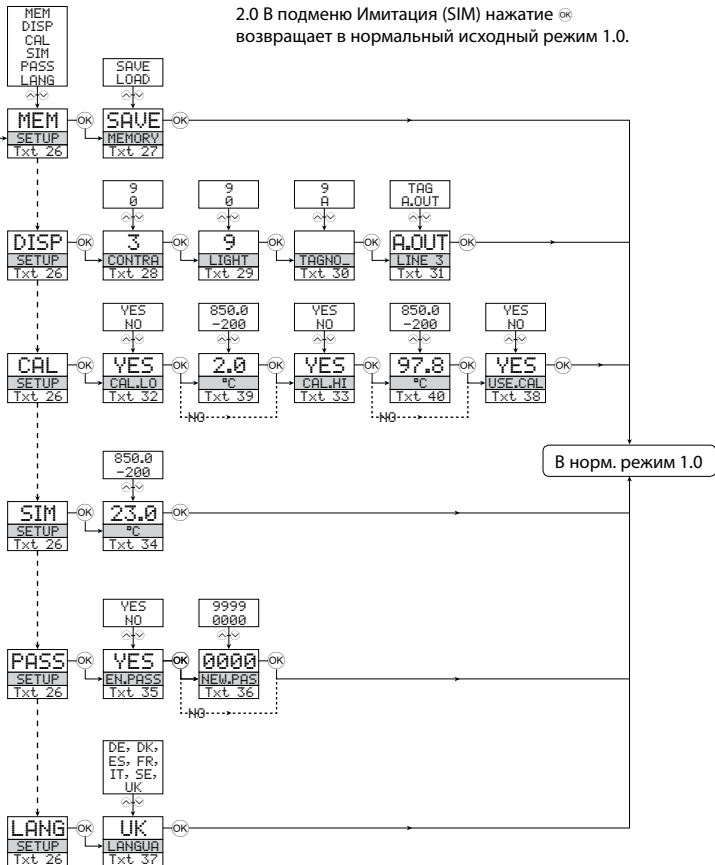 2.0 В подменю Имитация (SIM) нажатие OK
возвращает в нормальный исходный режим 1.0.
MEM
DISP
CAL
SIM
PASS
LANG
SAVE
LOAD
MEM OK SAVE OK
SETUP MEMORY
Txt 26 Txt 27
9 9 9 TAG
0 0 A A.OUT
DISP OK 3 OK 9 OK OK A.OUT OK
SETUP CONTRA LIGHT TAGNO_ LINE 3
Txt 26 Txt 28 Txt 29 Txt 30 Txt 31
YES 850.0 YES 850.0 YES
NO -200 NO -200 NO
CAL OK YES OK 2.0 OK YES OK 97.8 OK YES OK
SETUP CAL.LO °C CAL.HI °C USE.CAL
Txt 26 Txt 32 Txt 39 Txt 33 Txt 40 Txt 38
NO NO
В норм. режим 1.0
850.0
-200
SIM OK 23.0 OK
SETUP °C
Txt 26 Txt 34
YES 9999
NO 0000
PASS OK YES OK 0000 OK
SETUP EN.PASS NEW.PAS
Txt 26 Txt 35 Txt 36
NO
DE, DK,
ES, FR,
IT, SE,
UK
LANG OK UK OK
SETUP LANGUA
Txt 26 Txt 37